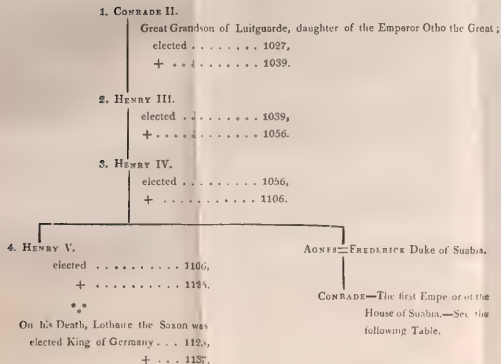 1. CONRADE II.
Great Grandson of Luitguarde, daughter of the Emperor Otho the Great;
elected . . . . . . . . 1027,
+ . . . . . . . . . . 1039.
2. HENRY III.
elected . . . . . . . . . 1039,
+ . . . . . . . . . . . 1056.
3. HENRY IV.
elected . . . . . . . . . . 1056,
+ . . . . . . . . . . 1106.
4. HENRY V.
elected . . . . . . . . . . 1106,
+ . . . . . . . . . . 1125.
On his Death, Lothaire the Saxon was
elected King of Germany . . . 1125,
+ . . . 1137.
AGNES=FREDERICK Duke of Suabia.
CONRADE—The first Emperor of the
House of Suabia.—See the
following Table.